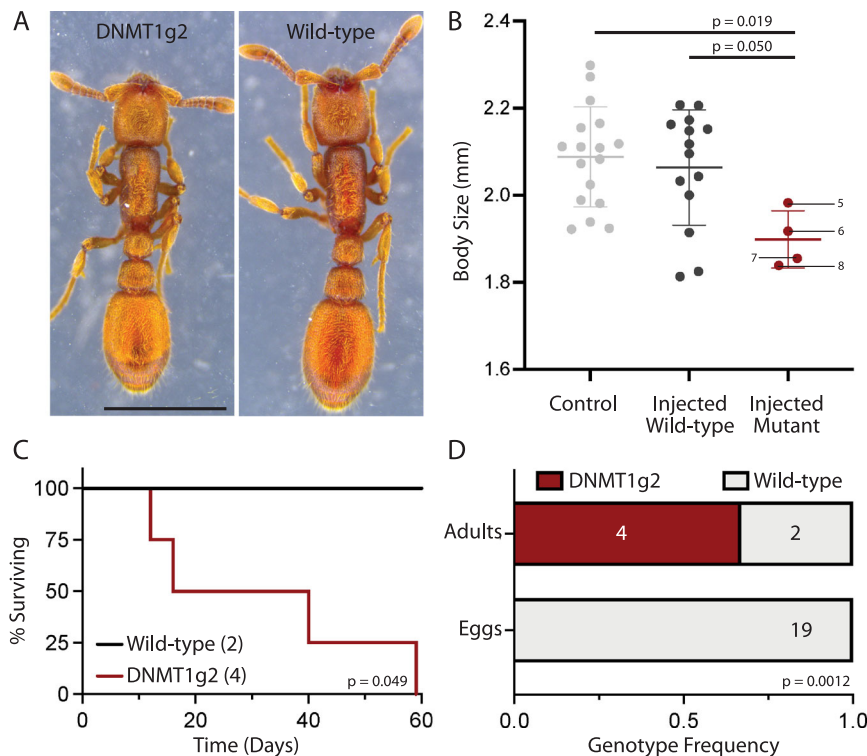 A
DNMT1g2
Wild-type
B
p = 0.019
p = 0.050
Body Size (mm)
2.4
2.2
2.0
1.8
1.6
5
6
7
8
Control
Injected
Wild-type
Injected
Mutant
C
% Surviving
100
75
50
25
0
Wild-type (2)
DNMT1g2 (4)
p = 0.049
0
20
40
60
Time (Days)
D
DNMT1g2
Wild-type
Adults
4
2
Eggs
19
p = 0.0012
0.0
0.5
1.0
Genotype Frequency